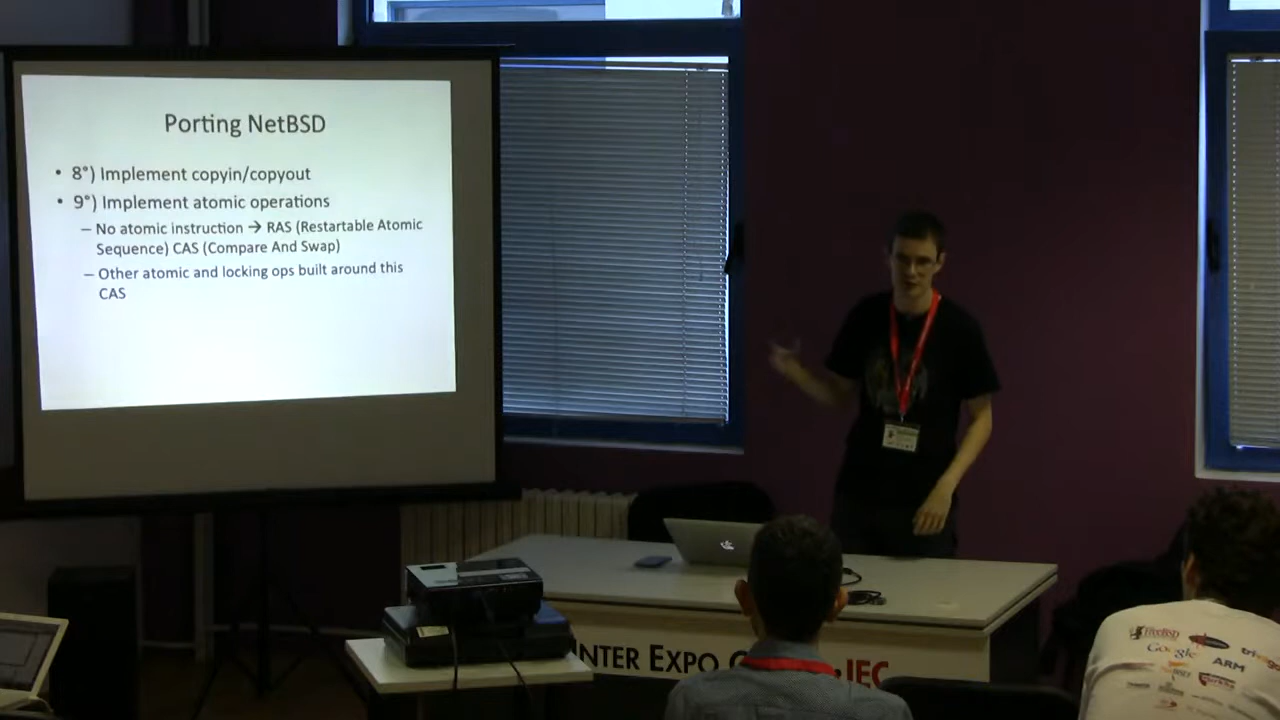 Porting NetBSD
• 8°) Implement copyin/copyout
• 9°) Implement atomic operations
– No atomic instruction → RAS (Restartable Atomic
Sequence) CAS (Compare And Swap)
– Other atomic and locking ops built around this
CAS
INTER EXPO C
IEC
FreeBSD
Google
ARM